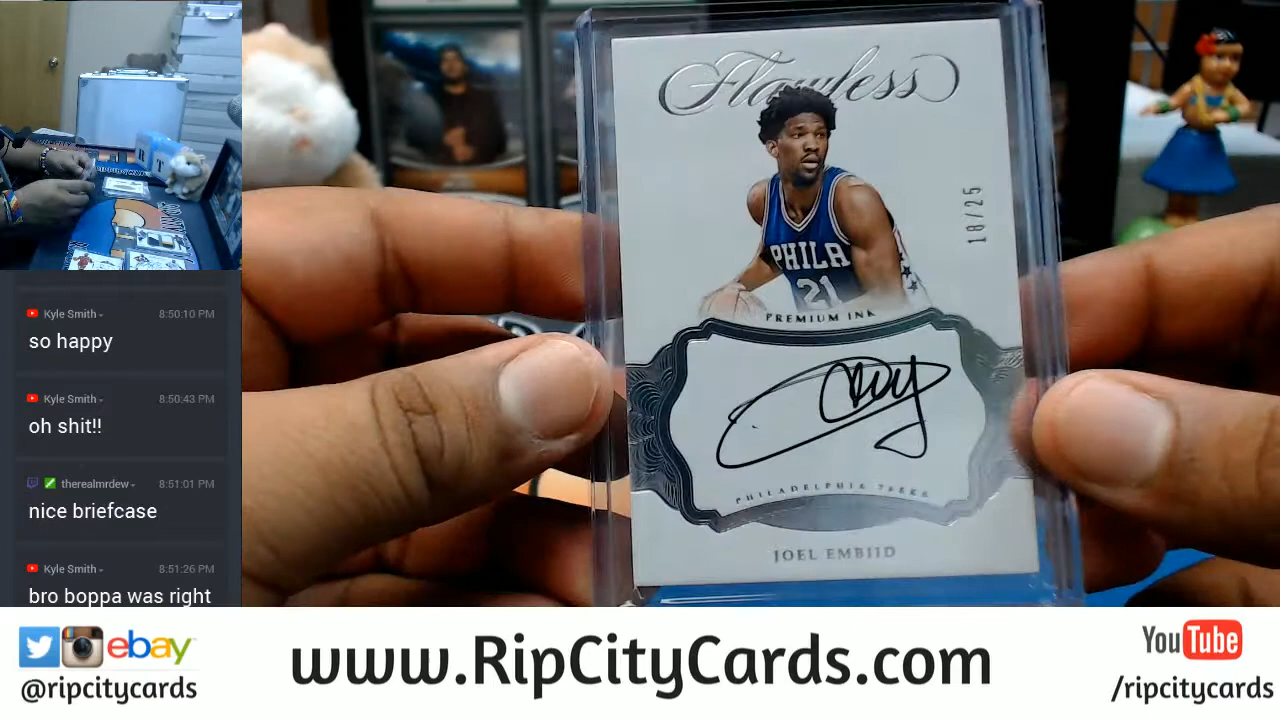 Kyle Smith
8:50:10 PM
so happy
Kyle Smith
8:50:43 PM
oh shit!!
therealmrdew
8:51:01 PM
nice briefcase
Kyle Smith
8:51:26 PM
bro boppa was right
Flawless
18/25
PHILA
21
PREMIUM INK
PHILADELPHIA 76ERS
JOEL EMBIID
ebay
@ripcitycards
www.RipCityCards.com
YouTube
/ripcitycards